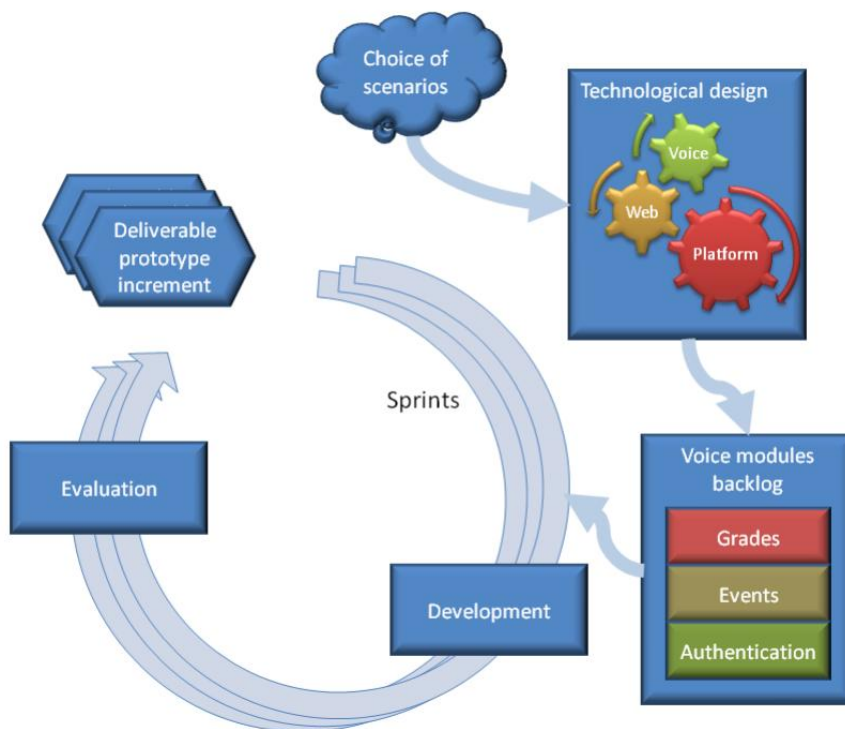 Choice of
scenarios
Technological design
Voice
Web
Platform
Deliverable
prototype
increment
Sprints
Evaluation
Development
Voice modules
backlog
Grades
Events
Authentication